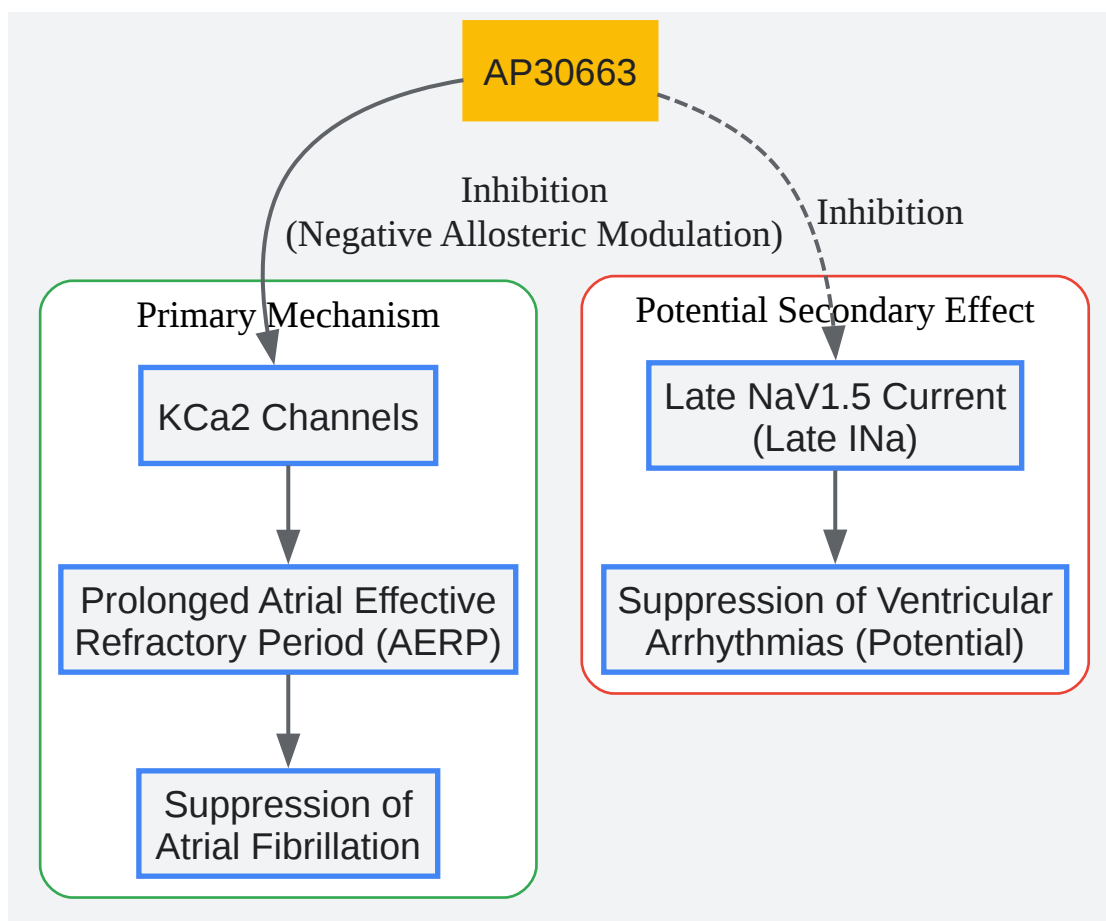 AP30663
Inhibition
(Negative Allosteric Modulation)
Inhibition
Primary Mechanism
KCa2 Channels
Prolonged Atrial Effective
Refractory Period (AERP)
Suppression of
Atrial Fibrillation
Potential Secondary Effect
Late NaV1.5 Current
(Late INa)
Suppression of Ventricular
Arrhythmias (Potential)